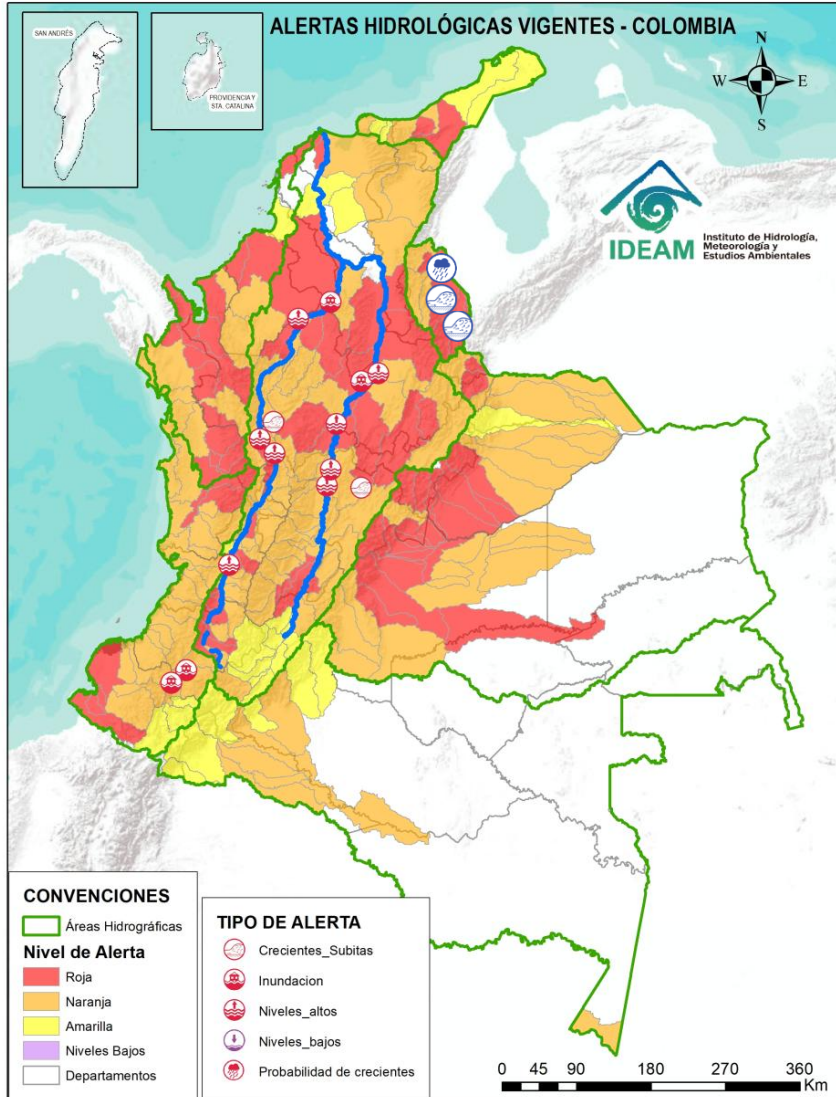 ALERTAS HIDROLÓGICAS VIGENTES - COLOMBIA
SAN ANDRÉS
PROVIDENCIA Y
STA. CATALINA
N
W
E
S
IDEAM
Instituto de Hidrología,
Meteorología y
Estudios Ambientales
CONVENCIONES
Áreas Hidrográficas
Nivel de Alerta
Roja
Naranja
Amarilla
Niveles Bajos
Departamentos
TIPO DE ALERTA
Crecientes_Subitas
Inundacion
Niveles_altos
Niveles_bajos
Probabilidad de crecientes
0 45 90 180 270 360
Km